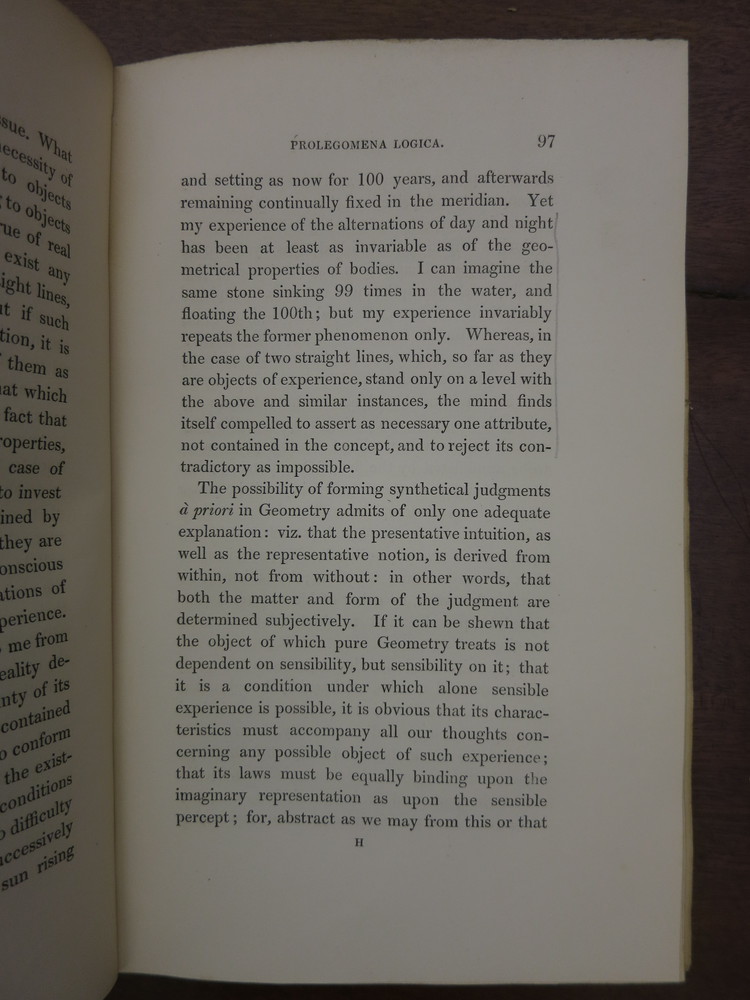 ssue. What
ecessity of
to objects
to objects
ue of real
exist any
ight lines,
t if such
tion, it is
them as
at which
fact that
roperties,
case of
to invest
ined by
they are
onscious
ations of
perience.
me from
eality de-
nty of its
contained
o conform
the exist-
conditions
o difficulty
accessively
sun rising
PROLEGOMENA LOGICA. 97
and setting as now for 100 years, and afterwards
remaining continually fixed in the meridian. Yet
my experience of the alternations of day and night
has been at least as invariable as of the geo-
metrical properties of bodies. I can imagine the
same stone sinking 99 times in the water, and
floating the 100th; but my experience invariably
repeats the former phenomenon only. Whereas, in
the case of two straight lines, which, so far as they
are objects of experience, stand only on a level with
the above and similar instances, the mind finds
itself compelled to assert as necessary one attribute,
not contained in the concept, and to reject its con-
tradictory as impossible.
The possibility of forming synthetical judgments
à priori in Geometry admits of only one adequate
explanation: viz. that the presentative intuition, as
well as the representative notion, is derived from
within, not from without: in other words, that
both the matter and form of the judgment are
determined subjectively. If it can be shewn that
the object of which pure Geometry treats is not
dependent on sensibility, but sensibility on it; that
it is a condition under which alone sensible
experience is possible, it is obvious that its charac-
teristics must accompany all our thoughts con-
cerning any possible object of such experience;
that its laws must be equally binding upon the
imaginary representation as upon the sensible
percept; for, abstract as we may from this or that
H